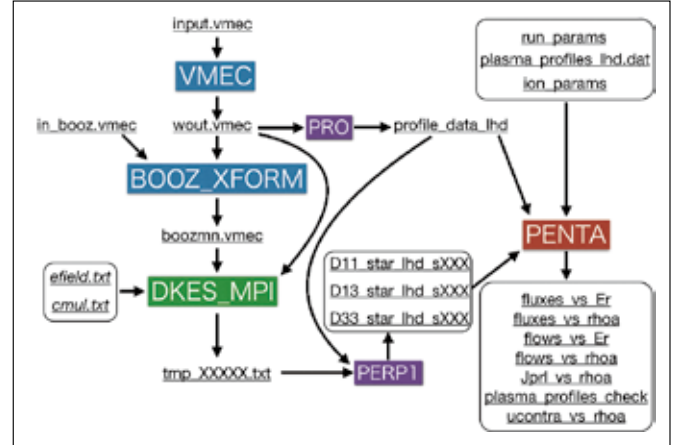 input.vmec
run_params
plasma_profiles_lhd.dat
ion_params
VMEC
in_booz.vmec
wout.vmec
PRO
profile_data_lhd
BOOZ_XFORM
PENTA
boozmn.vmec
efield.txt
cmul.txt
DKES_MPI
D11_star_lhd_sXXX
D13_star_lhd_sXXX
D33_star_lhd_sXXX
fluxes_vs_Er
fluxes_vs_rhoa
flows_vs_Er
flows_vs_rhoa
Jprl_vs_rhoa
plasma_profiles_check
ucontra_vs_rhoa
tmp_XXXXX.txt
PERP1